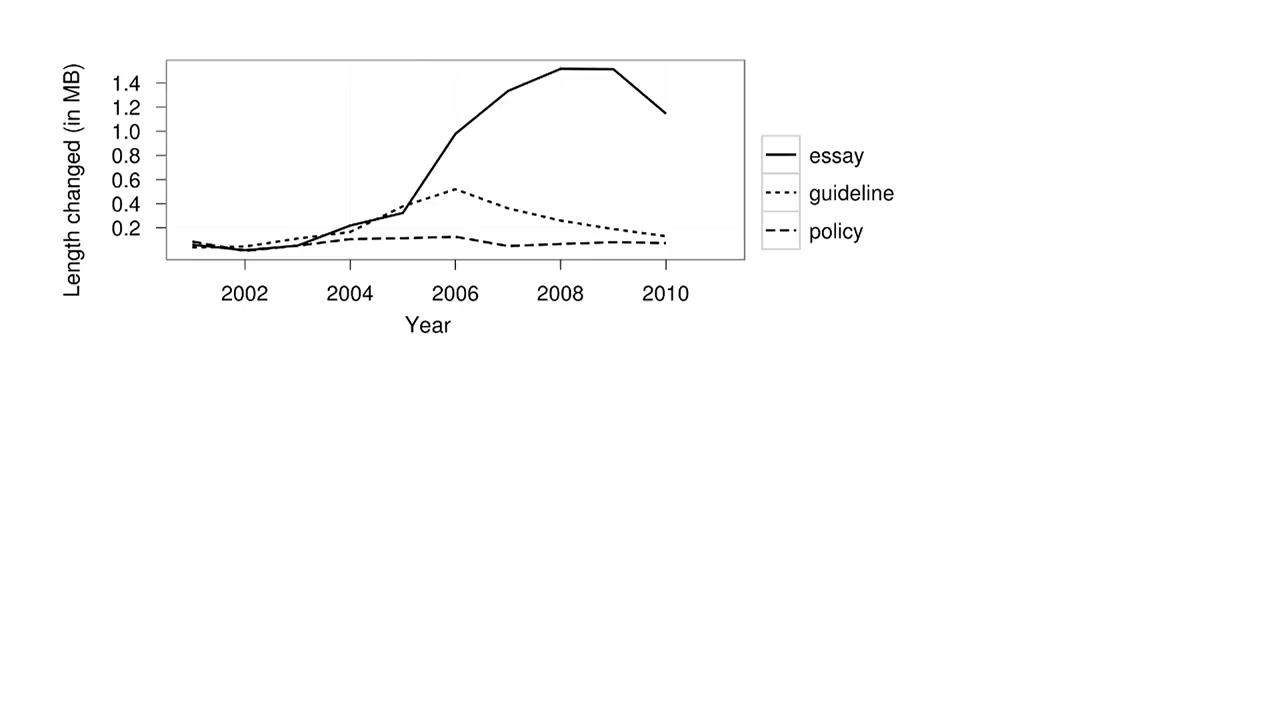 Length changed (in MB)
1.4
1.2
1.0
0.8
0.6
0.4
0.2
2002 2004 2006 2008 2010
Year
essay
guideline
policy